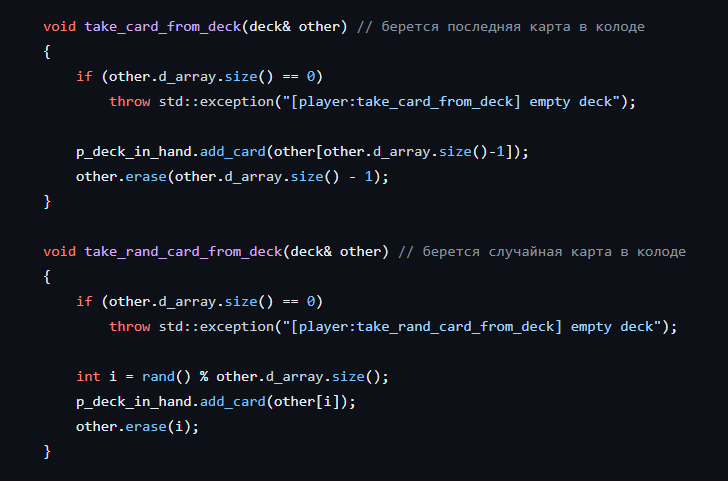 void take_card_from_deck(deck& other) // берется последняя карта в колоде
{
    if (other.d_array.size() == 0)
        throw std::exception("[player:take_card_from_deck] empty deck");

    p_deck_in_hand.add_card(other[other.d_array.size()-1]);
    other.erase(other.d_array.size() - 1);
}

void take_rand_card_from_deck(deck& other) // берется случайная карта в колоде
{
    if (other.d_array.size() == 0)
        throw std::exception("[player:take_rand_card_from_deck] empty deck");

    int i = rand() % other.d_array.size();
    p_deck_in_hand.add_card(other[i]);
    other.erase(i);
}